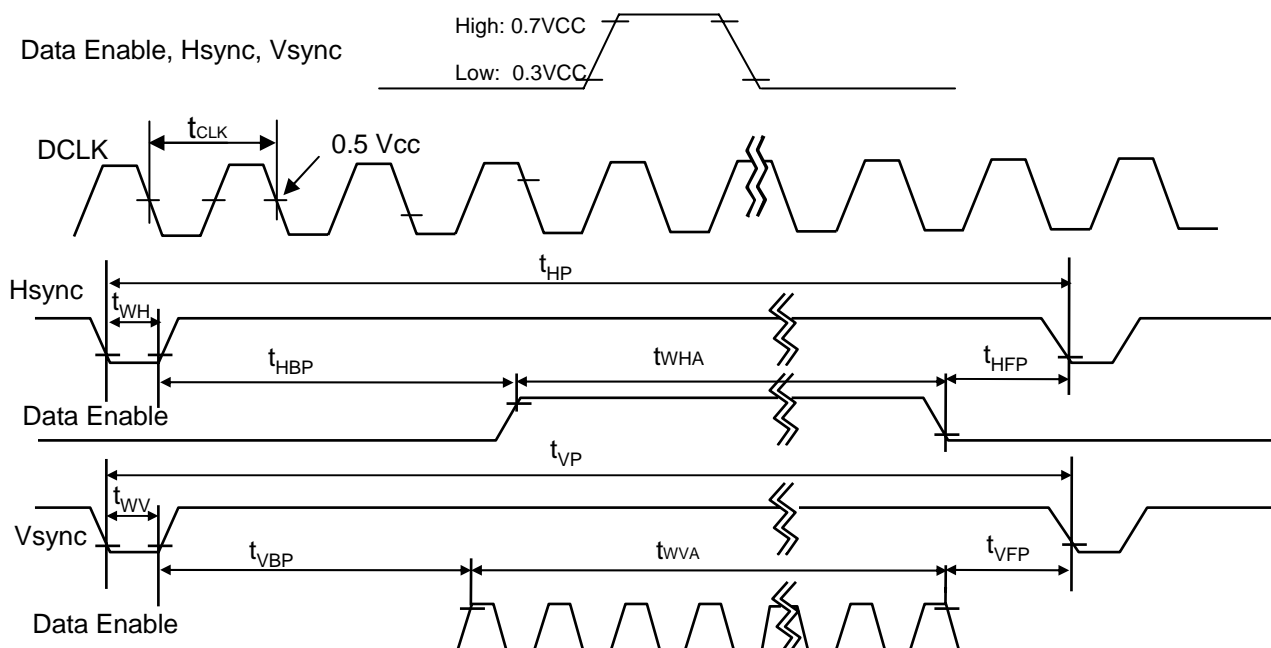 High: 0.7VCC
Data Enable, Hsync, Vsync
Low: 0.3VCC
tCLK
DCLK
0.5 Vcc
tHP
Hsync
tWH
tHBP
tWHA
tHFP
Data Enable
tVP
tWV
Vsync
tVBP
tWVA
tVFP
Data Enable